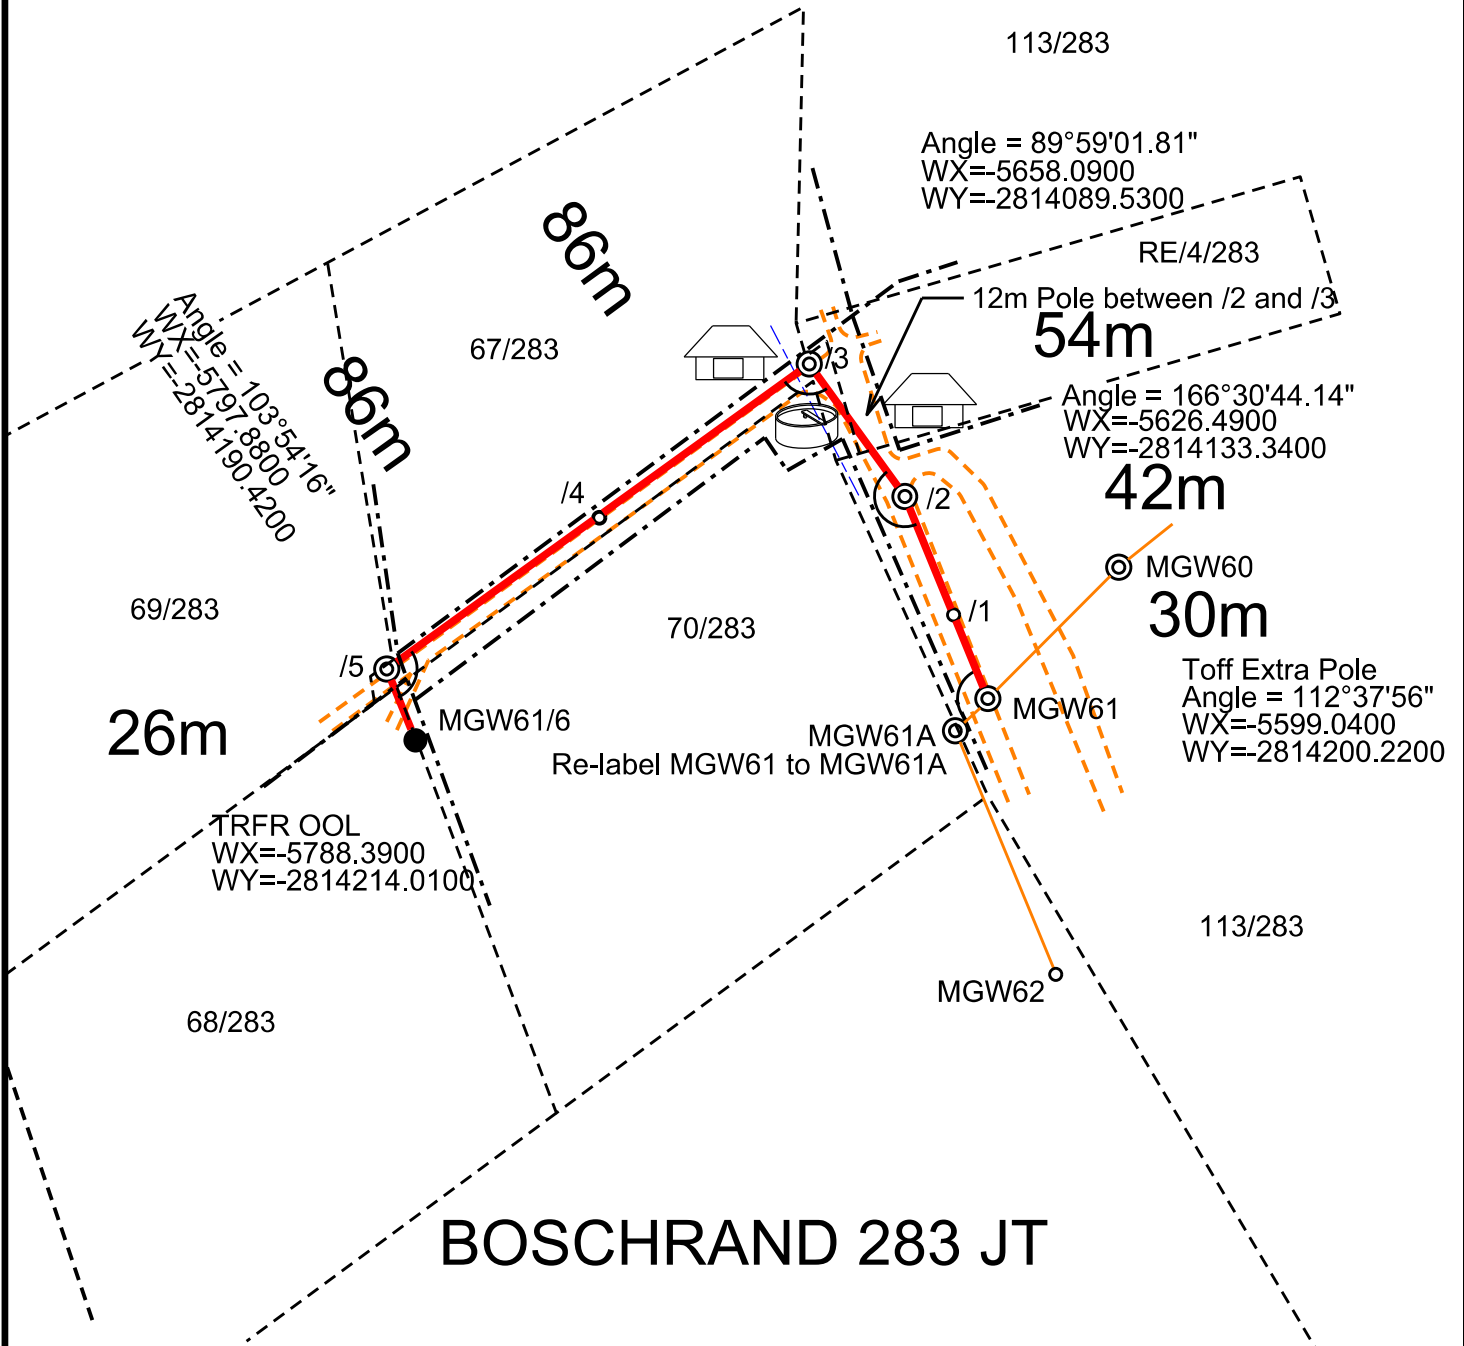 113/283
Angle = 89°59'01.81"
WX=-5658.0900
WY=-2814089.5300
RE/4/283
12m Pole between /2 and /3
54m
86m
67/283
/3
Angle = 103°54'16"
WX=-5797.8800
WY=-2814190.4200
86m
Angle = 166°30'44.14"
WX=-5626.4900
WY=-2814133.3400
42m
/4
/2
MGW60
30m
69/283
70/283
/1
/5
Toff Extra Pole
Angle = 112°37'56"
WX=-5599.0400
WY=-2814200.2200
26m
MGW61/6
MGW61
MGW61A
Re-label MGW61 to MGW61A
TRFR OOL
WX=-5788.3900
WY=-2814214.0100
113/283
MGW62
68/283
BOSCHRAND 283 JT